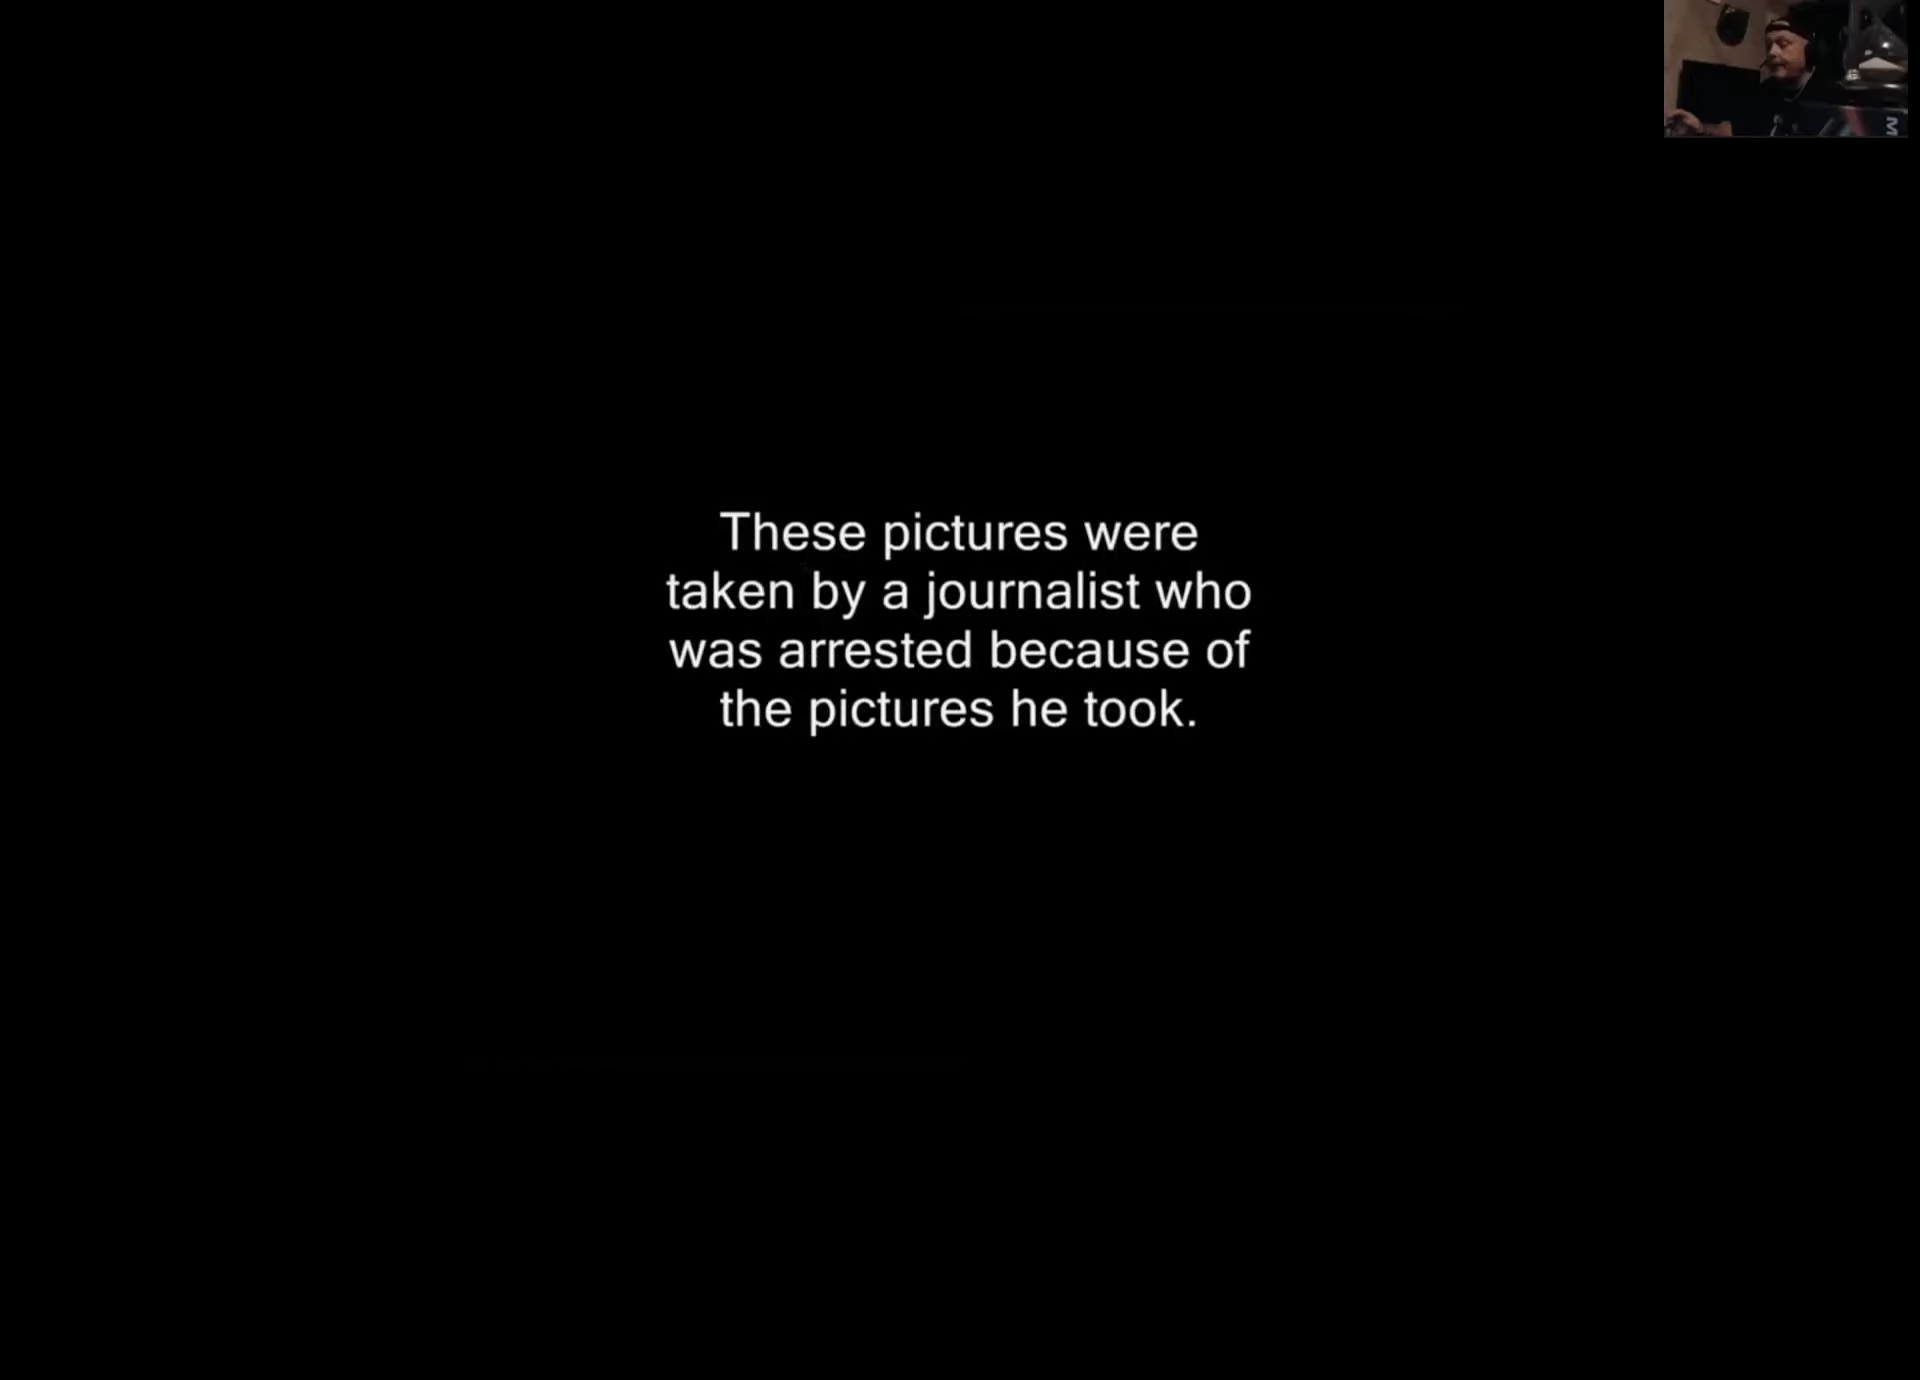 These pictures were
taken by a journalist who
was arrested because of
the pictures he took.